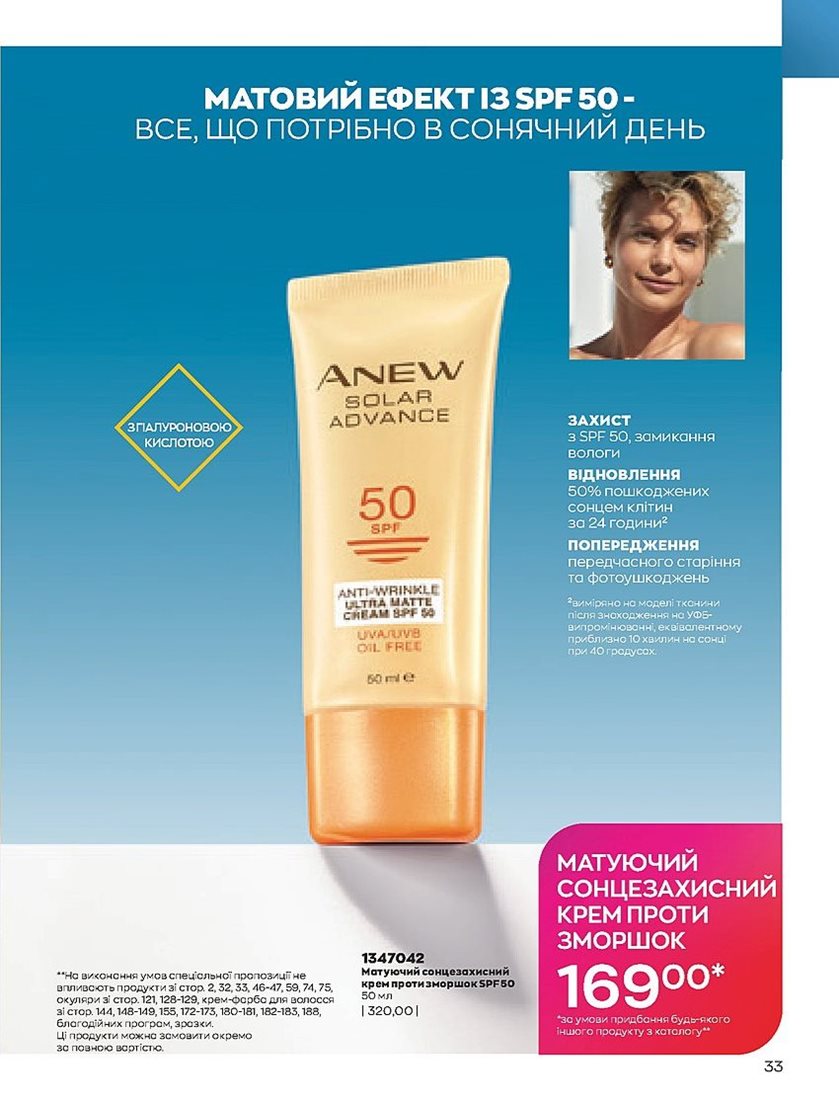 МАТОВИЙ ЕФЕКТ ІЗ SPF 50 -
ВСЕ, ЩО ПОТРІБНО В СОНЯЧНИЙ ДЕНЬ
З ГІАЛУРОНОВОЮ
КИСЛОТОЮ
ANEW
SOLAR
ADVANCE
50
SPF
ANTI-WRINKLE
ULTRA MATTE
CREAM SPF 50
UVA/UVB
OIL FREE
50 ml e
ЗАХИСТ
з SPF 50, замикання
вологи
ВІДНОВЛЕННЯ
50% пошкоджених
сонцем клітин
за 24 години²
ПОПЕРЕДЖЕННЯ
передчасного старіння
та фотоушкоджень
²виміряно на моделі тканини
після знаходження на УФБ-
випромінюванні, еквівалентному
приблизно 10 хвилин на сонці
при 40 градусах.
МАТУЮЧИЙ
СОНЦЕЗАХИСНИЙ
КРЕМ ПРОТИ
ЗМОРШОК
169⁰⁰*
*за умови придбання будь-якого
іншого продукту з каталогу**
1347042
Матуючий сонцезахисний
крем проти зморшок SPF 50
50 мл
| 320,00 |
**На виконання умов спеціальної пропозиції не
впливають продукти зі стор. 2, 32, 33, 46-47, 59, 74, 75,
окуляри зі стор. 121, 128-129, крем-фарба для волосся
зі стор. 144, 148-149, 155, 172-173, 180-181, 182-183, 188,
благодійних програм, зразки.
Ці продукти можна замовити окремо
за повною вартістю.
33